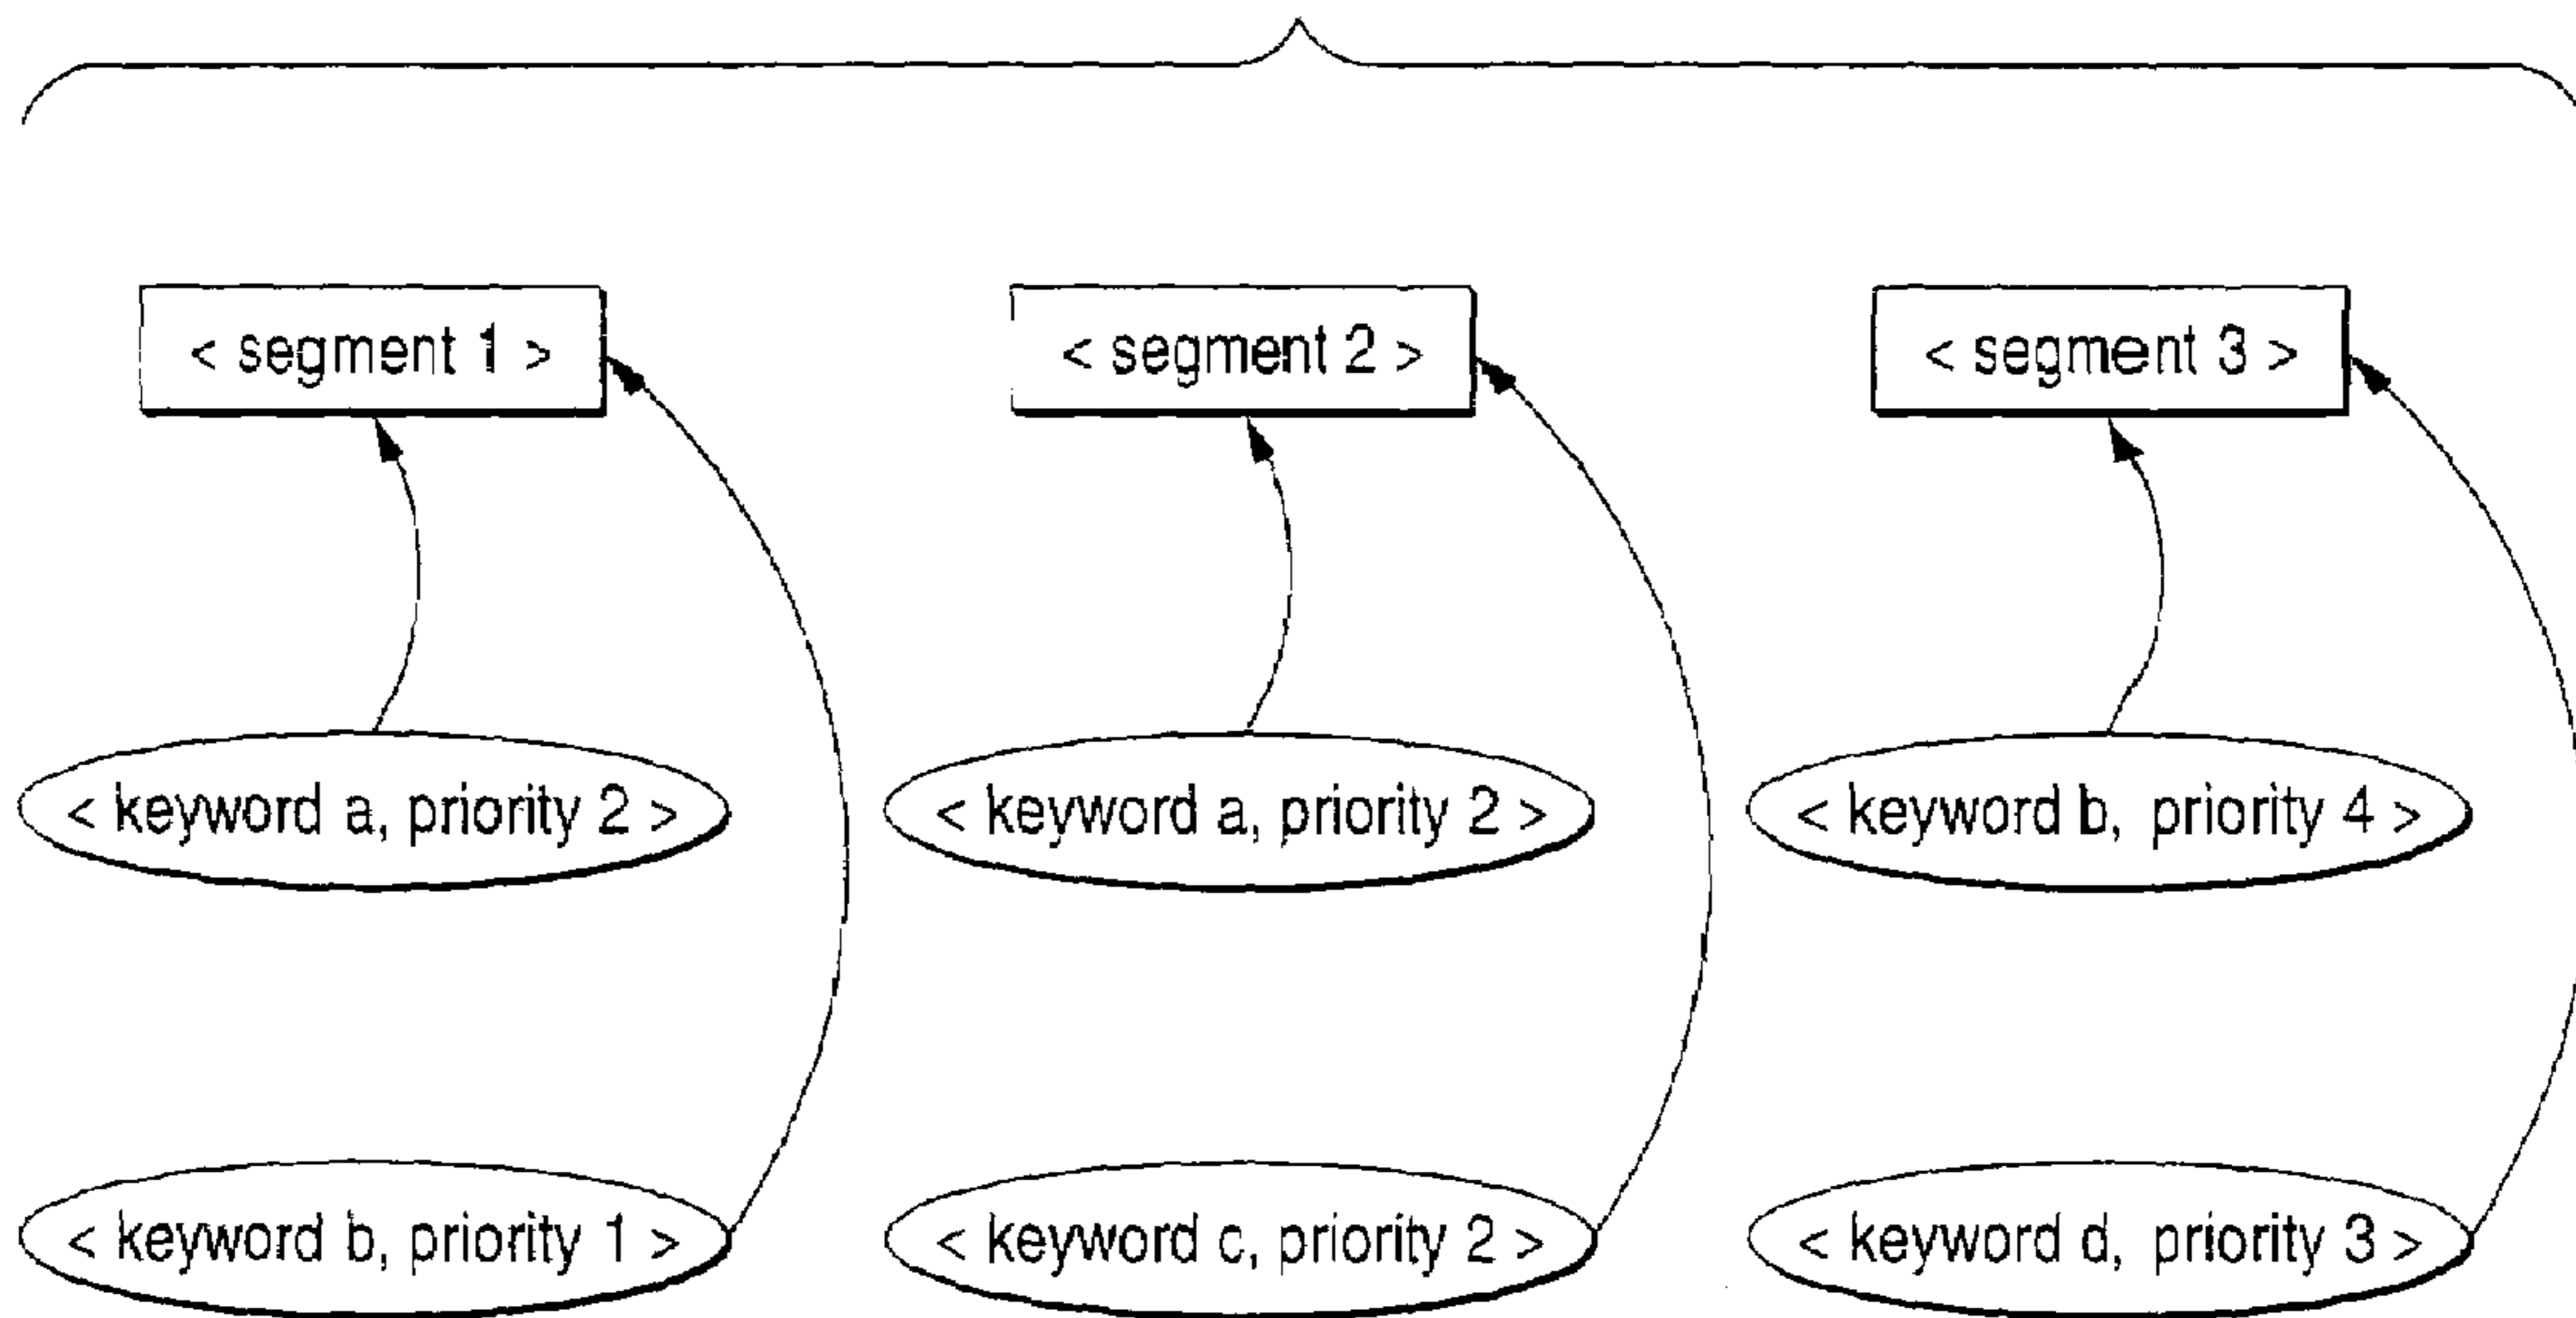 < segment 1 >
< segment 2 >
< segment 3 >
< keyword a, priority 2 >
< keyword a, priority 2 >
< keyword b, priority 4 >
< keyword b, priority 1 >
< keyword c, priority 2 >
< keyword d, priority 3 >